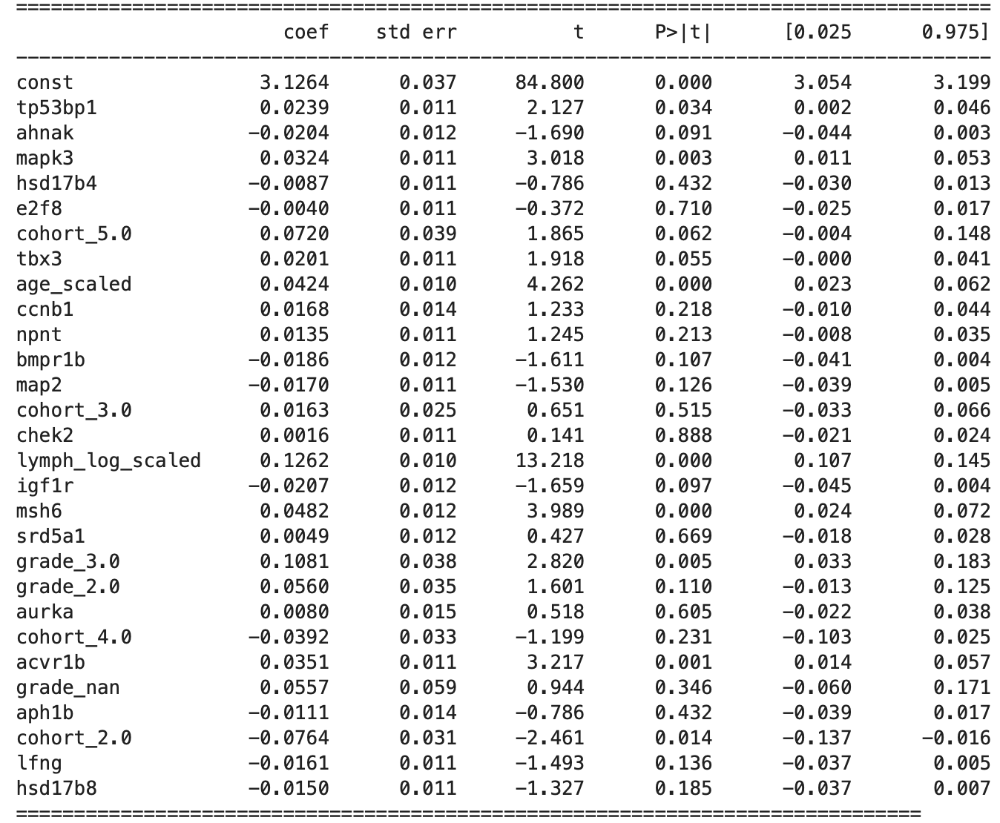 ==============================================================================
coef std err t P>|t| [0.025 0.975]
------------------------------------------------------------------------------
const 3.1264 0.037 84.800 0.000 3.054 3.199
tp53bp1 0.0239 0.011 2.127 0.034 0.002 0.046
ahnak -0.0204 0.012 -1.690 0.091 -0.044 0.003
mapk3 0.0324 0.011 3.018 0.003 0.011 0.053
hsd17b4 -0.0087 0.011 -0.786 0.432 -0.030 0.013
e2f8 -0.0040 0.011 -0.372 0.710 -0.025 0.017
cohort_5.0 0.0720 0.039 1.865 0.062 -0.004 0.148
tbx3 0.0201 0.011 1.918 0.055 -0.000 0.041
age_scaled 0.0424 0.010 4.262 0.000 0.023 0.062
ccnb1 0.0168 0.014 1.233 0.218 -0.010 0.044
npnt 0.0135 0.011 1.245 0.213 -0.008 0.035
bmpr1b -0.0186 0.012 -1.611 0.107 -0.041 0.004
map2 -0.0170 0.011 -1.530 0.126 -0.039 0.005
cohort_3.0 0.0163 0.025 0.651 0.515 -0.033 0.066
chek2 0.0016 0.011 0.141 0.888 -0.021 0.024
lymph_log_scaled 0.1262 0.010 13.218 0.000 0.107 0.145
igf1r -0.0207 0.012 -1.659 0.097 -0.045 0.004
msh6 0.0482 0.012 3.989 0.000 0.024 0.072
srd5a1 0.0049 0.012 0.427 0.669 -0.018 0.028
grade_3.0 0.1081 0.038 2.820 0.005 0.033 0.183
grade_2.0 0.0560 0.035 1.601 0.110 -0.013 0.125
aurka 0.0080 0.015 0.518 0.605 -0.022 0.038
cohort_4.0 -0.0392 0.033 -1.199 0.231 -0.103 0.025
acvr1b 0.0351 0.011 3.217 0.001 0.014 0.057
grade_nan 0.0557 0.059 0.944 0.346 -0.060 0.171
aph1b -0.0111 0.014 -0.786 0.432 -0.039 0.017
cohort_2.0 -0.0764 0.031 -2.461 0.014 -0.137 -0.016
lfng -0.0161 0.011 -1.493 0.136 -0.037 0.005
hsd17b8 -0.0150 0.011 -1.327 0.185 -0.037 0.007
==============================================================================